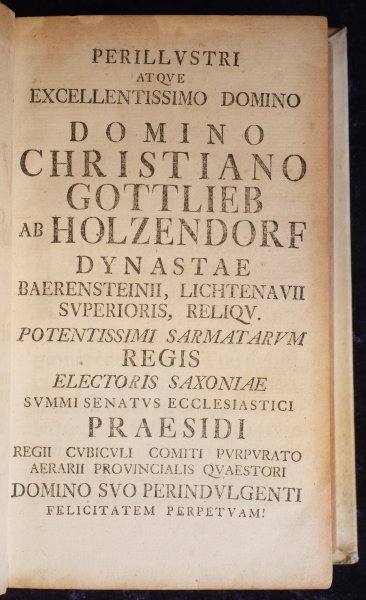 PERILLVSTRI
ATQVE
EXCELLENTISSIMO DOMINO
DOMINO
CHRISTIANO
GOTTLIEB
AB HOLZENDORF
DYNASTAE
BAERENSTEINII, LICHTENAVII
SVPERIORIS, RELIQV.
POTENTISSIMI SARMATARVM
REGIS
ELECTORIS SAXONIAE
SVMMI SENATVS ECCLESIASTICI
PRAESIDI
REGII CVBICVLI COMITI PVRPVRATO
AERARII PROVINCIALIS QVAESTORI
DOMINO SVO PERINDVLGENTI
FELICITATEM PERPETVAM!